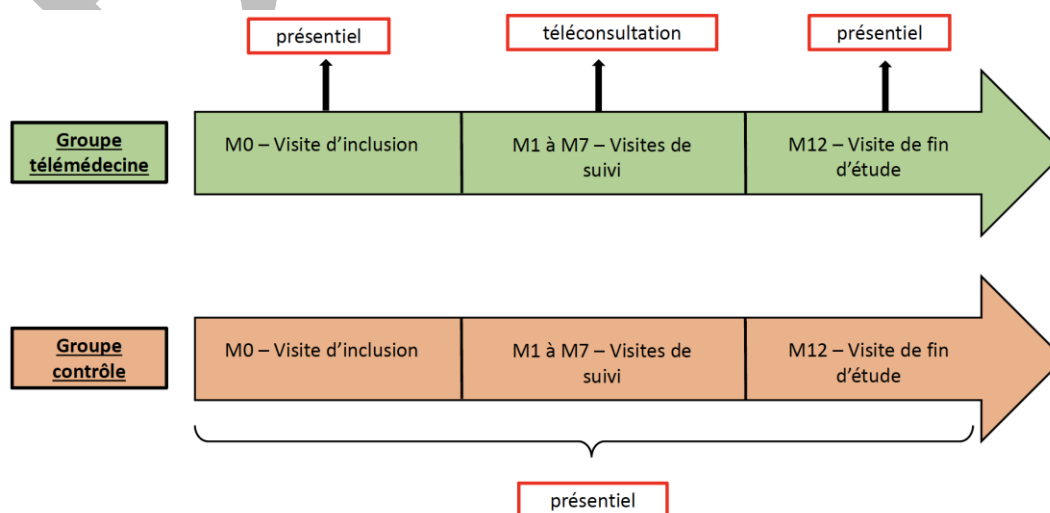 présentiel
téléconsultation
présentiel
Groupe
télémédecine
M0 – Visite d'inclusion
M1 à M7 – Visites de
suivi
M12 – Visite de fin
d'étude
Groupe
contrôle
M0 – Visite d'inclusion
M1 à M7 – Visites de
suivi
M12 – Visite de fin
d'étude
présentiel